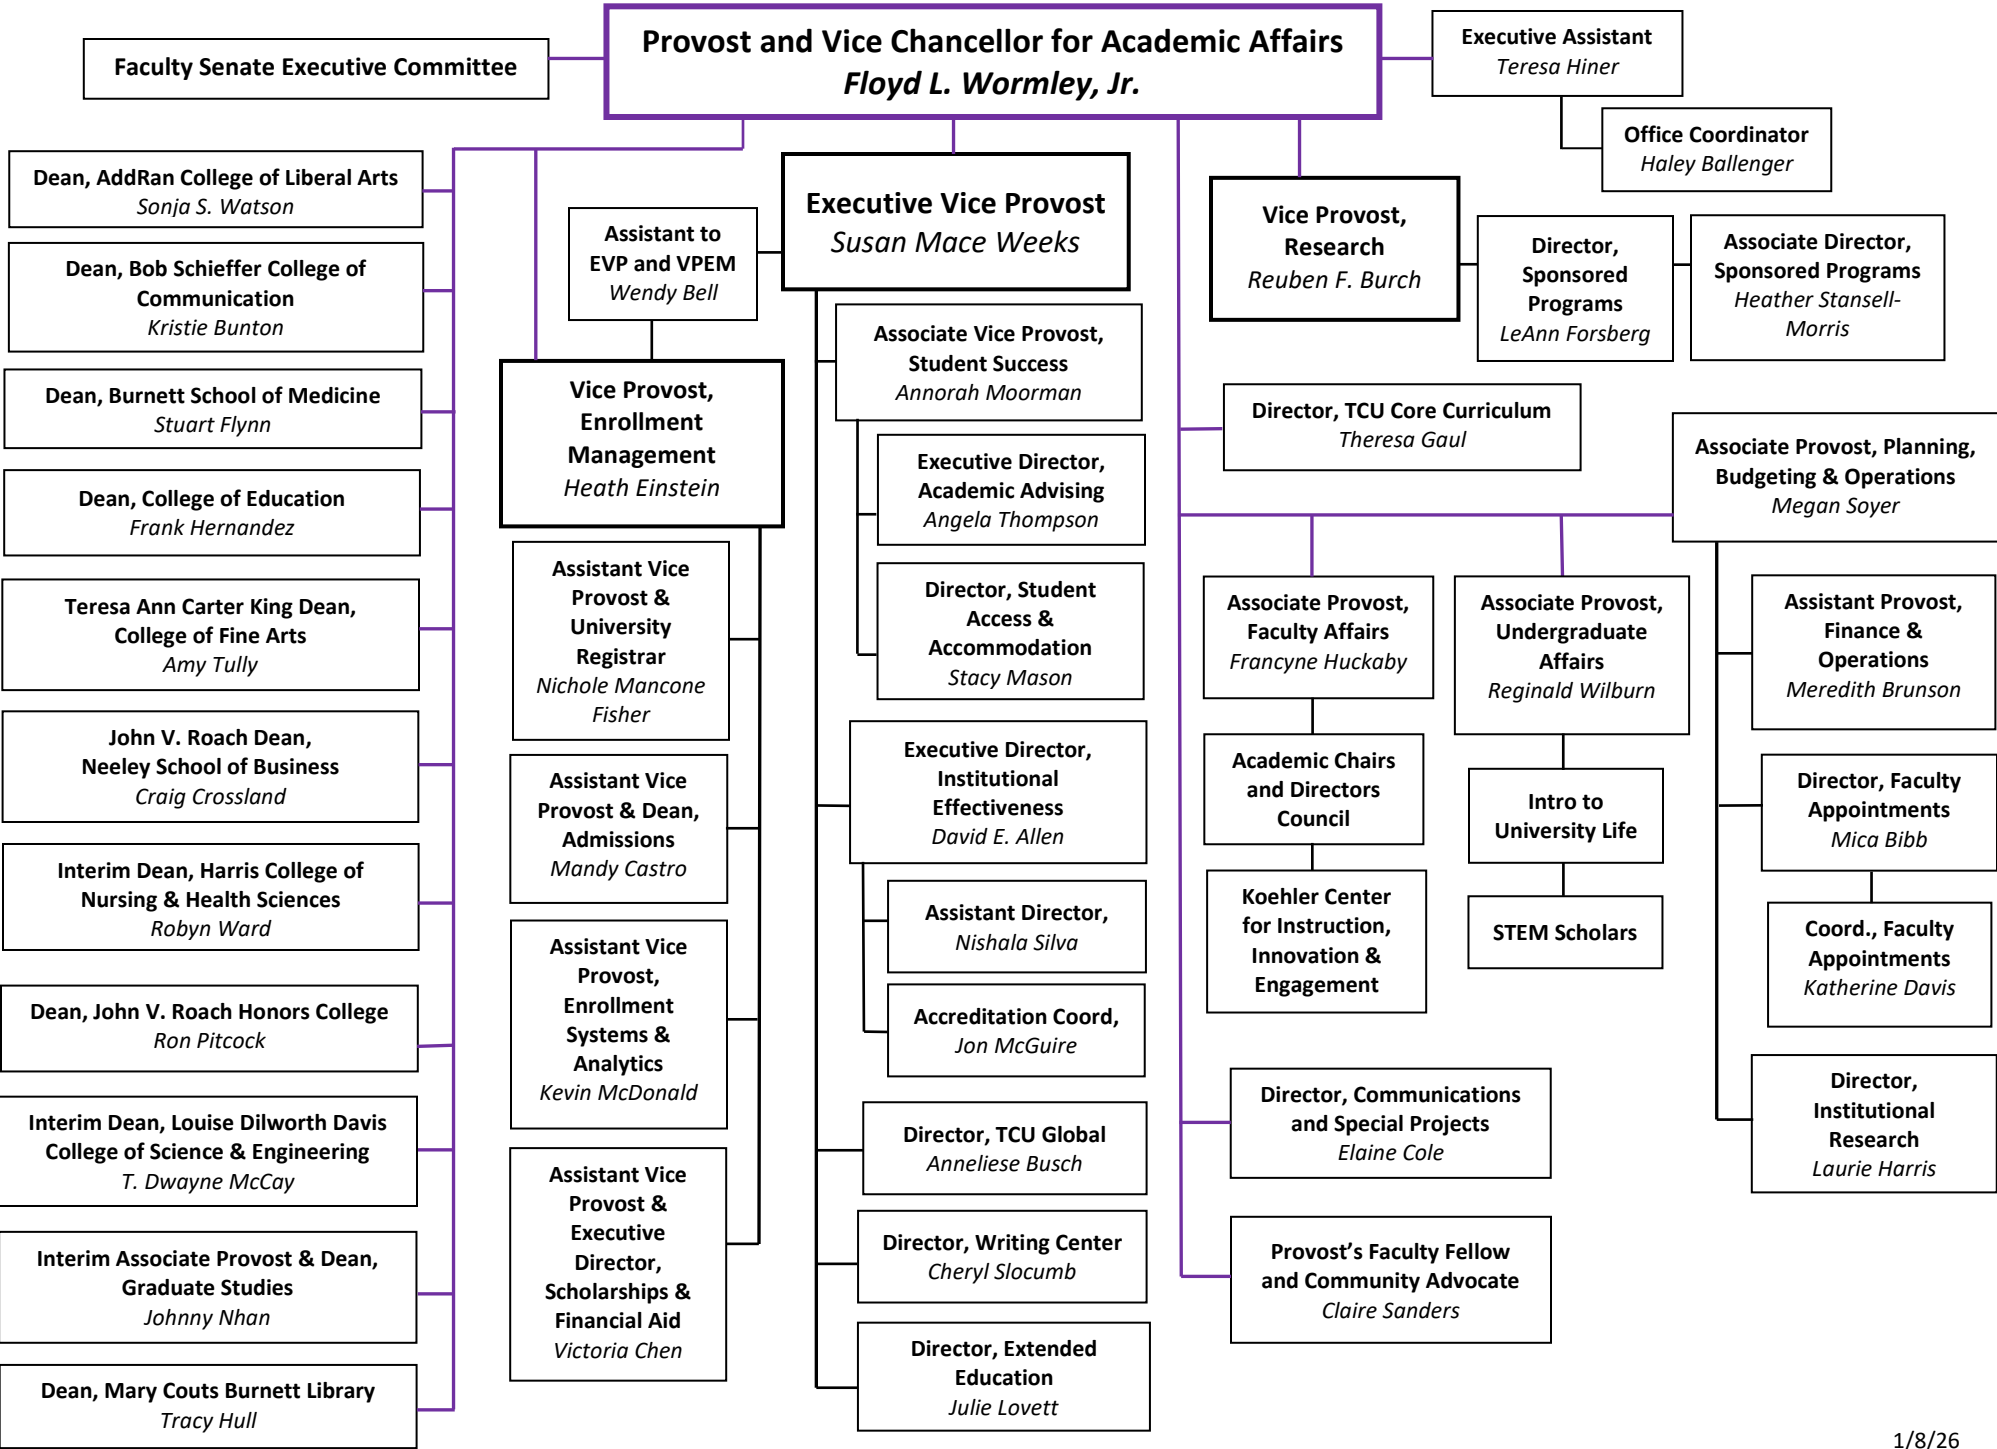 Provost and Vice Chancellor for Academic Affairs
Floyd L. Wormley, Jr.
Faculty Senate Executive Committee
Executive Assistant
Teresa Hiner
Office Coordinator
Haley Ballenger
Dean, AddRan College of Liberal Arts
Sonja S. Watson
Dean, Bob Schieffer College of
Communication
Kristie Bunton
Dean, Burnett School of Medicine
Stuart Flynn
Dean, College of Education
Frank Hernandez
Teresa Ann Carter King Dean,
College of Fine Arts
Amy Tully
John V. Roach Dean,
Neeley School of Business
Craig Crossland
Interim Dean, Harris College of
Nursing & Health Sciences
Robyn Ward
Dean, John V. Roach Honors College
Ron Pitcock
Interim Dean, Louise Dilworth Davis
College of Science & Engineering
T. Dwayne McCay
Interim Associate Provost & Dean,
Graduate Studies
Johnny Nhan
Dean, Mary Couts Burnett Library
Tracy Hull
Assistant to
EVP and VPEM
Wendy Bell
Vice Provost,
Enrollment
Management
Heath Einstein
Assistant Vice
Provost &
University
Registrar
Nichole Mancone
Fisher
Assistant Vice
Provost & Dean,
Admissions
Mandy Castro
Assistant Vice
Provost,
Enrollment
Systems &
Analytics
Kevin McDonald
Assistant Vice
Provost &
Executive
Director,
Scholarships &
Financial Aid
Victoria Chen
Executive Vice Provost
Susan Mace Weeks
Associate Vice Provost,
Student Success
Annorah Moorman
Executive Director,
Academic Advising
Angela Thompson
Director, Student
Access &
Accommodation
Stacy Mason
Executive Director,
Institutional
Effectiveness
David E. Allen
Assistant Director,
Nishala Silva
Accreditation Coord,
Jon McGuire
Director, TCU Global
Anneliese Busch
Director, Writing Center
Cheryl Slocumb
Director, Extended
Education
Julie Lovett
Vice Provost,
Research
Reuben F. Burch
Director,
Sponsored
Programs
LeAnn Forsberg
Associate Director,
Sponsored Programs
Heather Stansell-
Morris
Director, TCU Core Curriculum
Theresa Gaul
Associate Provost, Planning,
Budgeting & Operations
Megan Soyer
Associate Provost,
Faculty Affairs
Francyne Huckaby
Academic Chairs
and Directors
Council
Koehler Center
for Instruction,
Innovation &
Engagement
Associate Provost,
Undergraduate
Affairs
Reginald Wilburn
Intro to
University Life
STEM Scholars
Assistant Provost,
Finance &
Operations
Meredith Brunson
Director, Faculty
Appointments
Mica Bibb
Coord., Faculty
Appointments
Katherine Davis
Director,
Institutional
Research
Laurie Harris
Director, Communications
and Special Projects
Elaine Cole
Provost’s Faculty Fellow
and Community Advocate
Claire Sanders
1/8/26